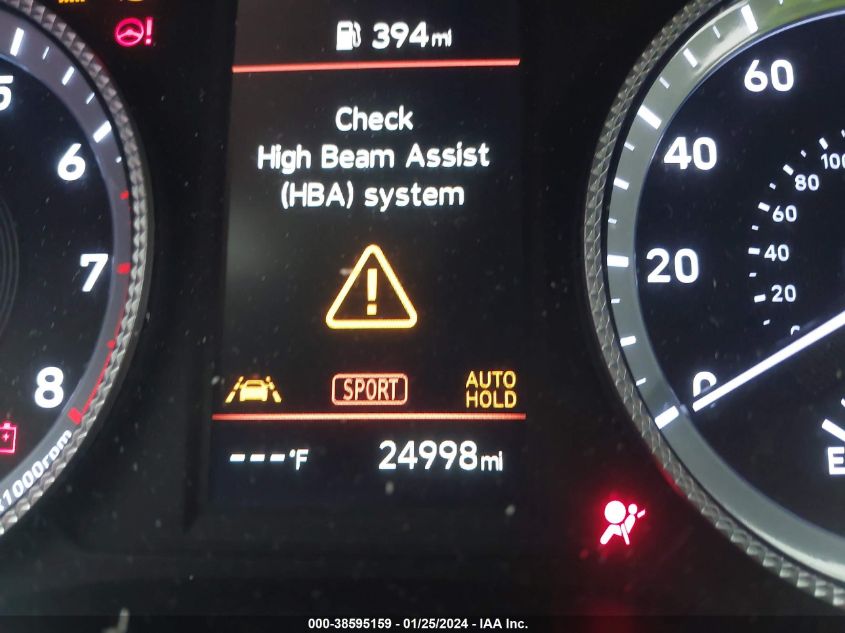 394mi
Check
High Beam Assist
(HBA) system
SPORT
AUTO
HOLD
---°F
24998mi
5
6
7
8
x1000rpm
60
40
20
0
100
80
60
40
20
0
E
000-38595159 - 01/25/2024 - IAA Inc.